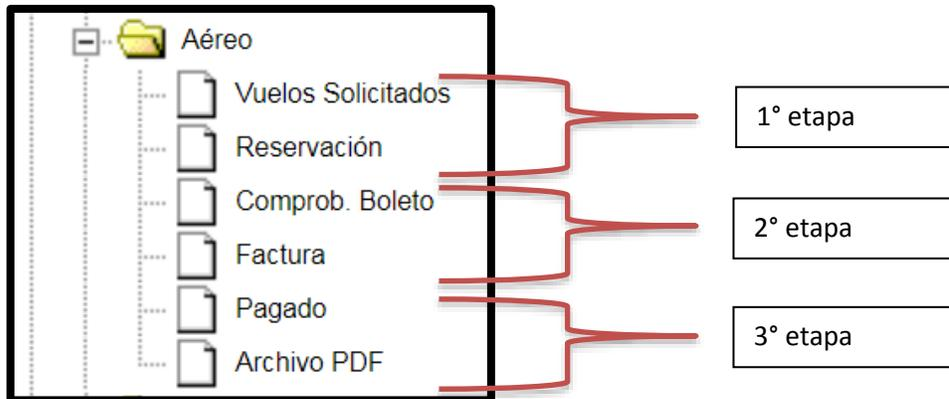 Aéreo
Vuelos Solicitados
Reservación
Comprob. Boleto
Factura
Pagado
Archivo PDF
1° etapa
2° etapa
3° etapa